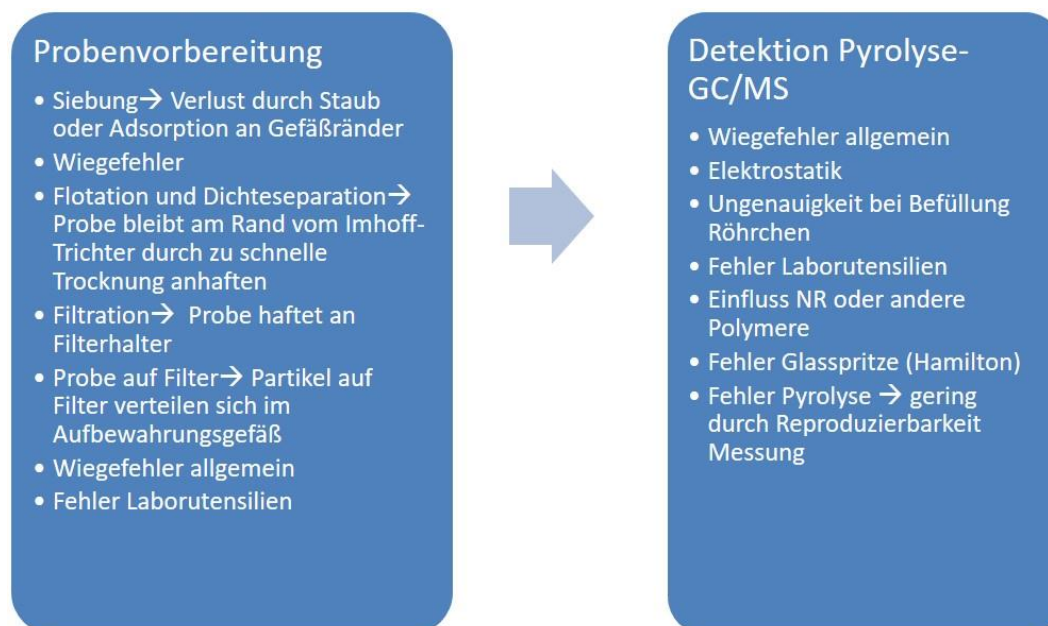 Probenvorbereitung
• Siebung→ Verlust durch Staub
oder Adsorption an Gefäßränder
• Wiegefehler
• Flotation und Dichteseparation→
Probe bleibt am Rand vom Imhoff-
Trichter durch zu schnelle
Trocknung anhaften
• Filtration→ Probe haftet an
Filterhalter
• Probe auf Filter→ Partikel auf
Filter verteilen sich im
Aufbewahrungsgefäß
• Wiegefehler allgemein
• Fehler Laborutensilien
Detektion Pyrolyse-
GC/MS
• Wiegefehler allgemein
• Elektrostatik
• Ungenauigkeit bei Befüllung
Röhrchen
• Fehler Laborutensilien
• Einfluss NR oder andere
Polymere
• Fehler Glasspritze (Hamilton)
• Fehler Pyrolyse → gering
durch Reproduzierbarkeit
Messung